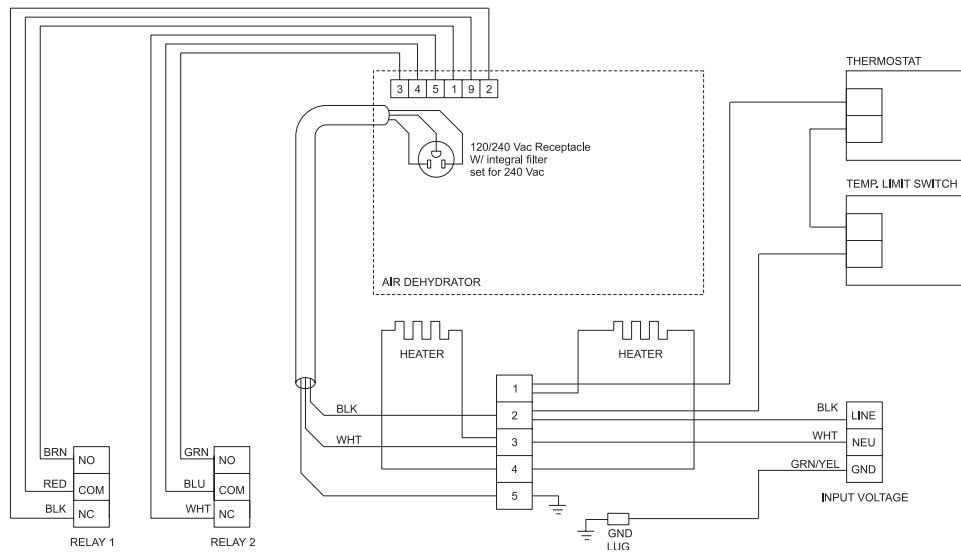 THERMOSTAT
3 4 5 1 9 2
120/240 Vac Receptacle
W/ integral filter
set for 240 Vac
TEMP. LIMIT SWITCH
AIR DEHYDRATOR
HEATER
HEATER
1
2
3
4
5
BLK
WHT
BLK LINE
WHT NEU
GRN/YEL GND
INPUT VOLTAGE
BRN NO
RED COM
BLK NC
RELAY 1
GRN NO
BLU COM
WHT NC
RELAY 2
GND
LUG